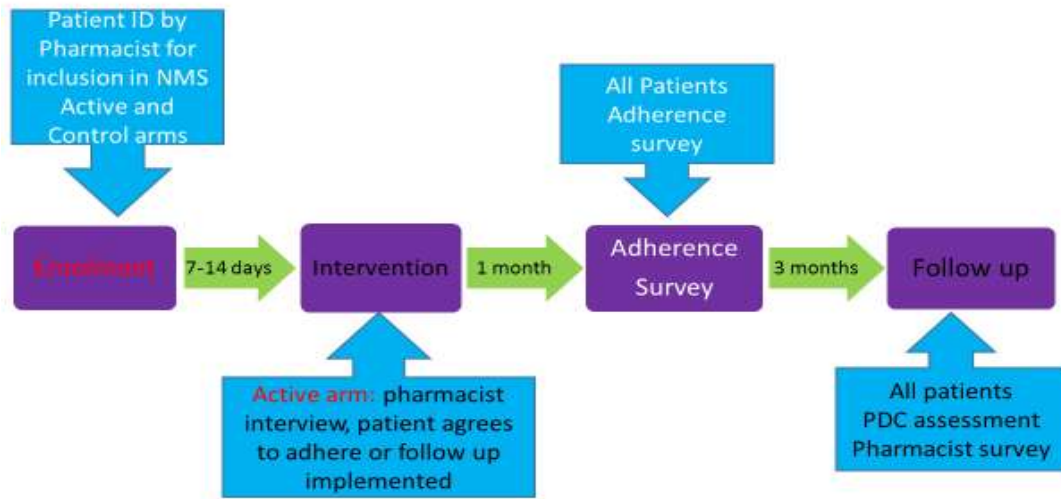 Patient ID by
Pharmacist for
inclusion in NMS
Active and
Control arms
All Patients
Adherence
survey
Enrolment
7-14 days
Intervention
1 month
Adherence
Survey
3 months
Follow up
Active arm: pharmacist
interview, patient agrees
to adhere or follow up
implemented
All patients
PDC assessment
Pharmacist survey